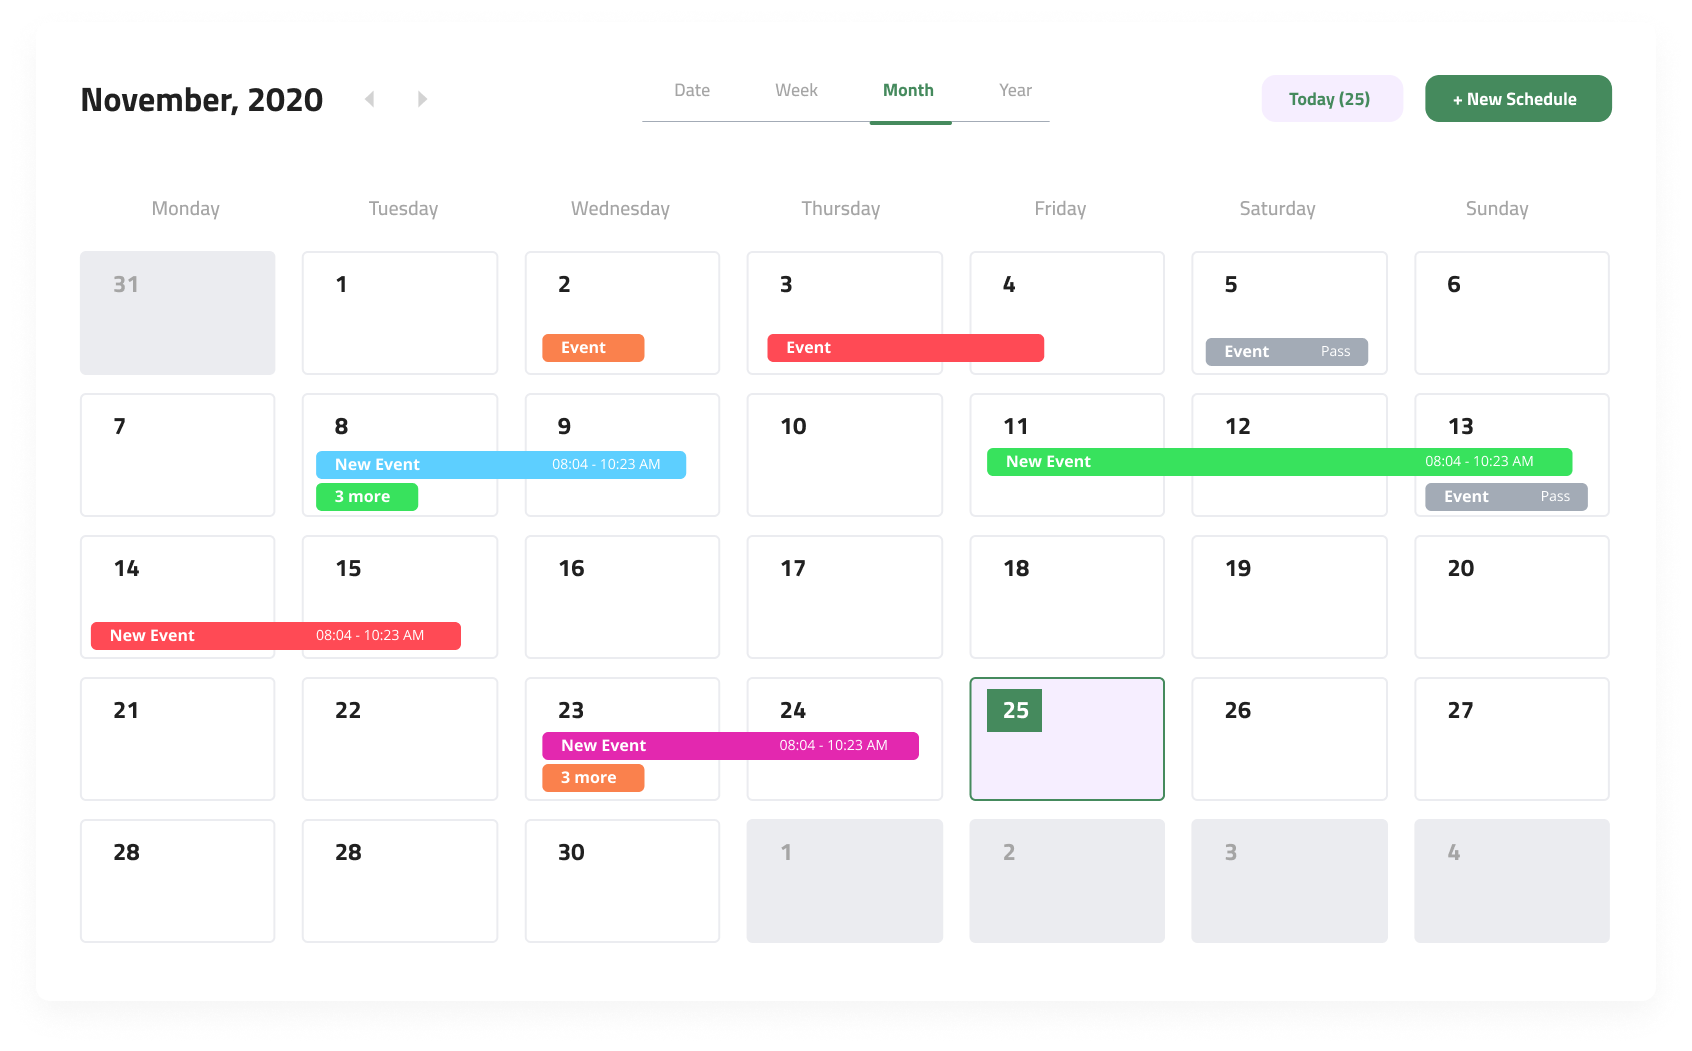 November, 2020
Date Week Month Year
Today (25)
+ New Schedule
Monday Tuesday Wednesday Thursday Friday Saturday Sunday
31 1 2 3 4 5 6
Event Event Event Pass
7 8 9 10 11 12 13
New Event 08:04 - 10:23 AM New Event 08:04 - 10:23 AM
3 more Event Pass
14 15 16 17 18 19 20
New Event 08:04 - 10:23 AM
21 22 23 24 25 26 27
New Event 08:04 - 10:23 AM
3 more
28 28 30 1 2 3 4